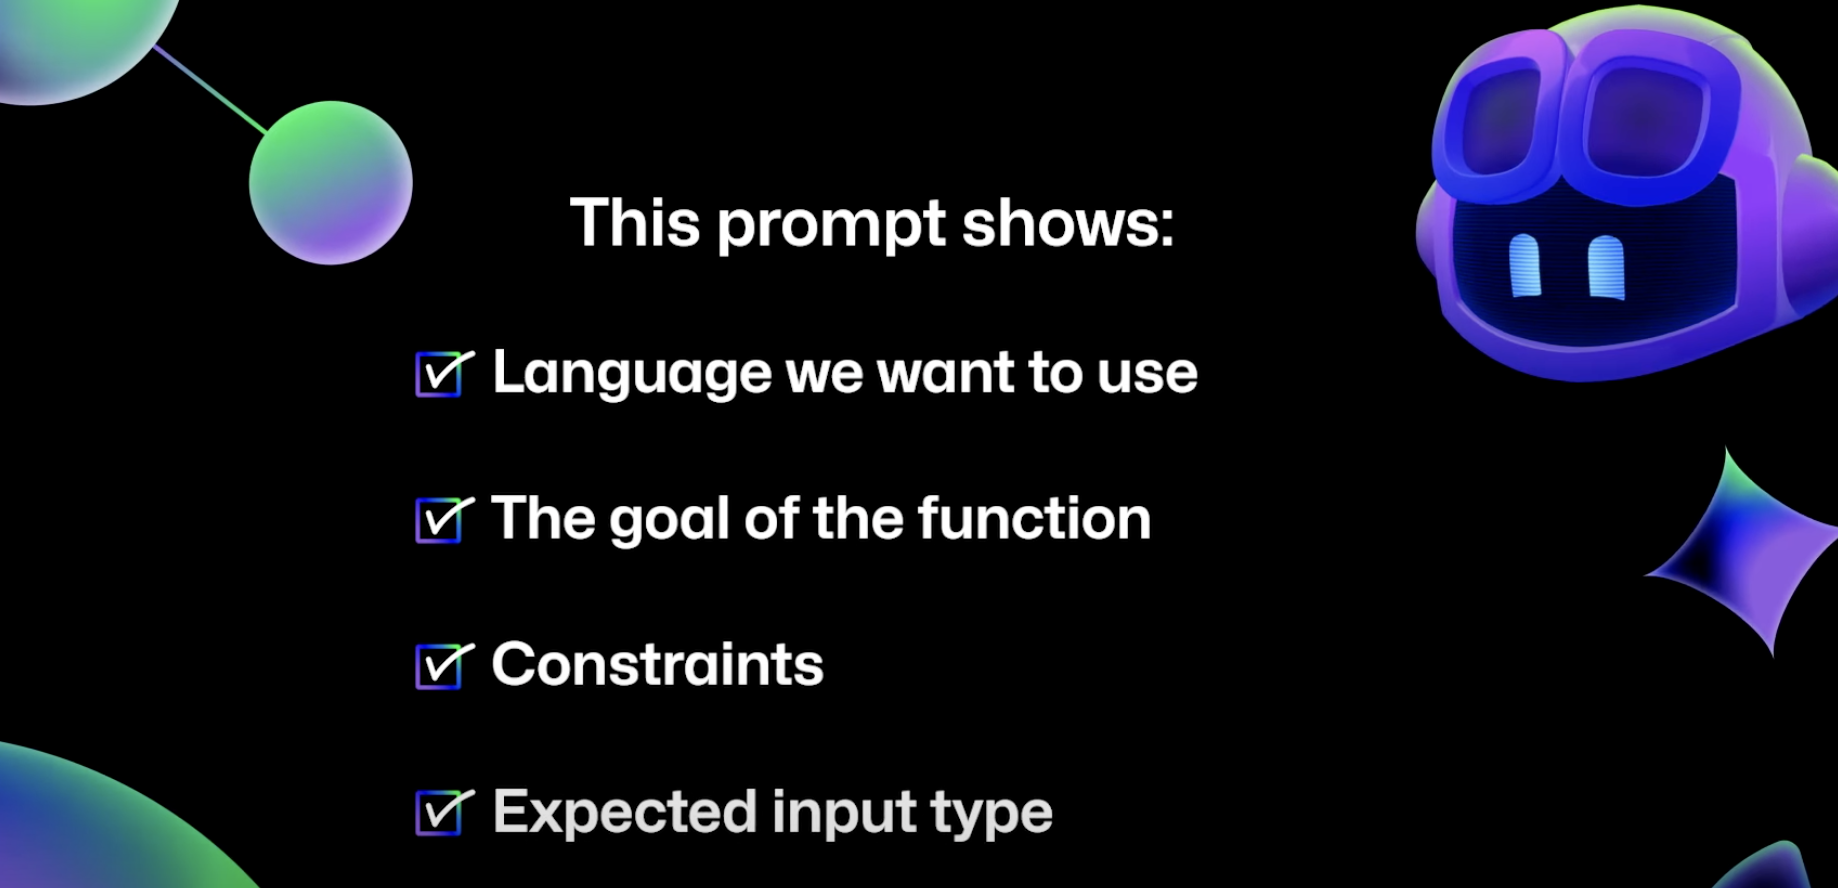 This prompt shows:
Language we want to use
The goal of the function
Constraints
Expected input type